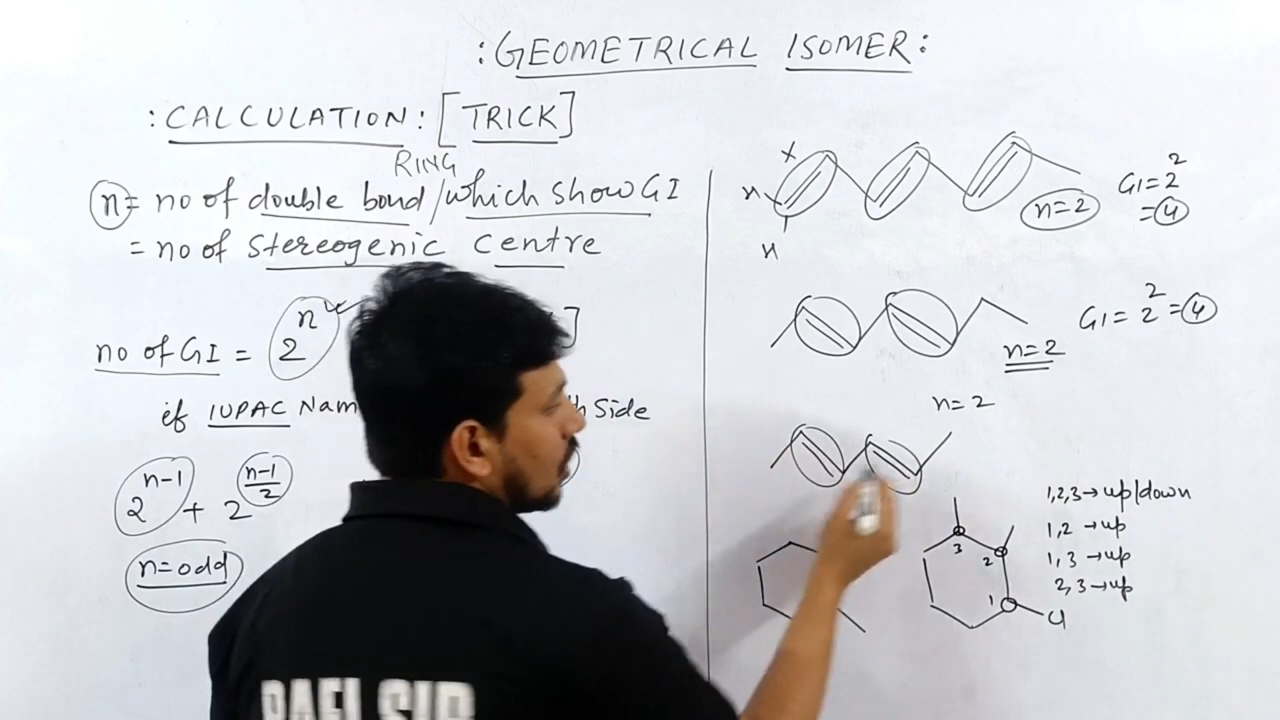 : GEOMETRICAL ISOMER :
: CALCULATION : [TRICK]
RING
n = no of double bond / which show GI
= no of stereogenic centre
no of GI = 2^n ]
if IUPAC Side
2^(n-1) + 2^((n-1)/2)
n = odd
X
H
H
n=2
GI = 2^2
= 4
n=2
GI = 2^2 = 4
n=2
3
2
1
Cl
1,2,3→up/down
1,2 →up
1,3 →up
2,3→up